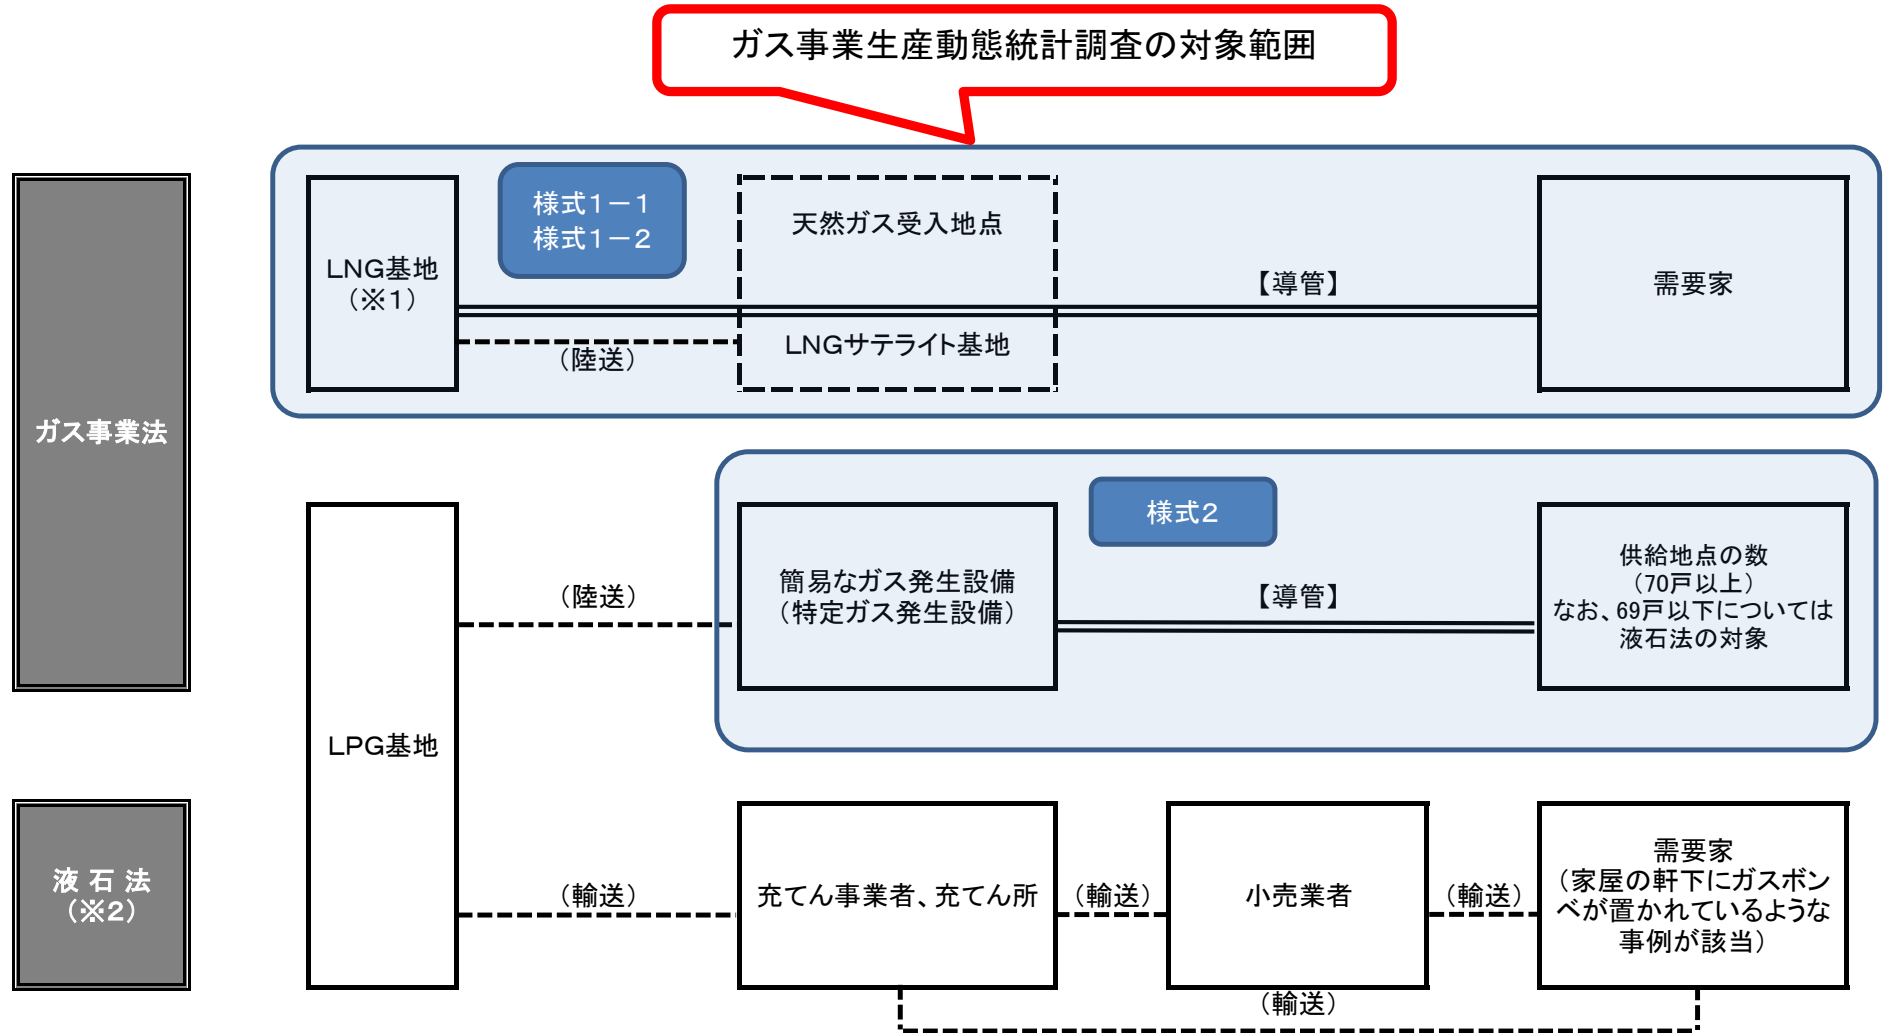 ガス事業生産動態統計調査の対象範囲
ガス事業法
LNG基地
（※1）
様式1－1
様式1－2
天然ガス受入地点
LNGサテライト基地
（陸送）
【導管】
需要家
様式2
LPG基地
（陸送）
簡易なガス発生設備
（特定ガス発生設備）
【導管】
供給地点の数
（70戸以上）
なお、69戸以下については
液石法の対象
液 石 法
（※2）
（輸送）
充てん事業者、充てん所
（輸送）
小売業者
（輸送）
需要家
（家屋の軒下にガスボン
ベが置かれているような
事例が該当）
（輸送）